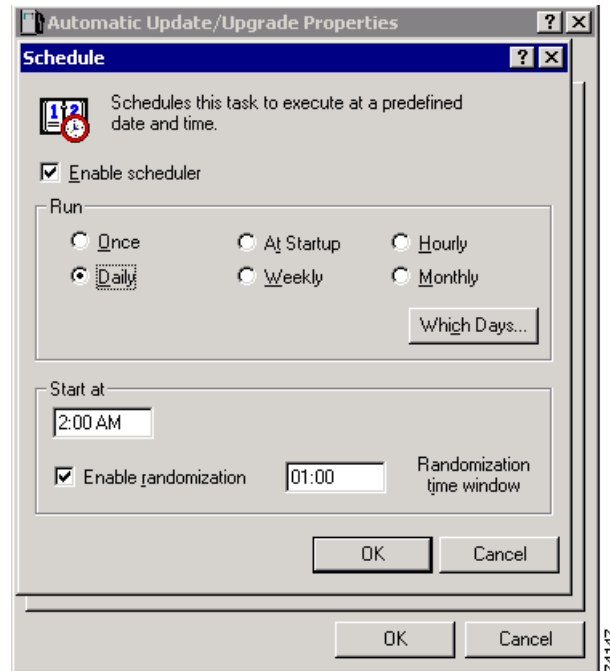 Automatic Update/Upgrade Properties
Schedule
Schedules this task to execute at a predefined
date and time.
Enable scheduler
Run
Once
At Startup
Hourly
Daily
Weekly
Monthly
Which Days...
Start at
2:00 AM
Enable randomization
01:00
Randomization
time window
OK
Cancel
OK
Cancel